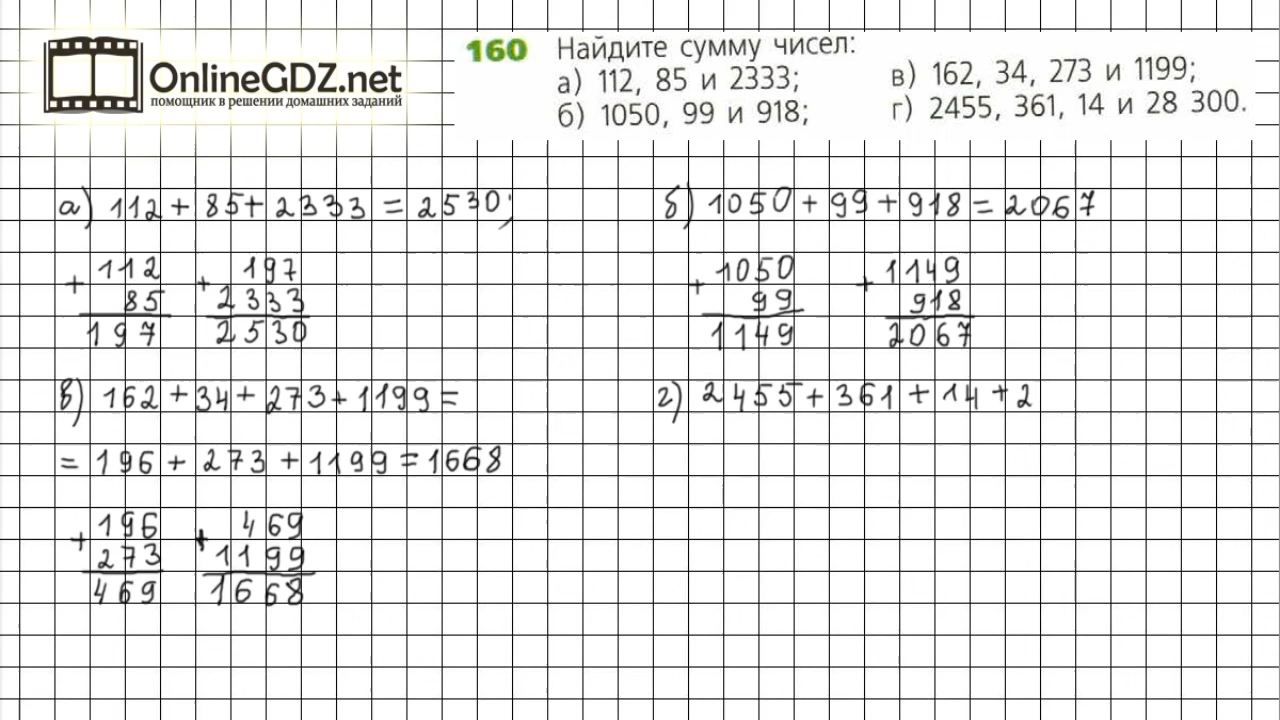 OnlineGDZ.net
помощник в решении домашних заданий
160 Найдите сумму чисел:
а) 112, 85 и 2333;
б) 1050, 99 и 918;
в) 162, 34, 273 и 1199;
г) 2455, 361, 14 и 28 300.
а) 112 + 85 + 2333 = 2530;
+ 112
85
197
+ 197
2333
2530
б) 1050 + 99 + 918 = 2067
+ 1050
99
1149
+ 1149
918
2067
в) 162 + 34 + 273 + 1199 =
= 196 + 273 + 1199 = 1668
+ 196
273
469
+ 469
1199
1668
г) 2455 + 361 + 14 + 2